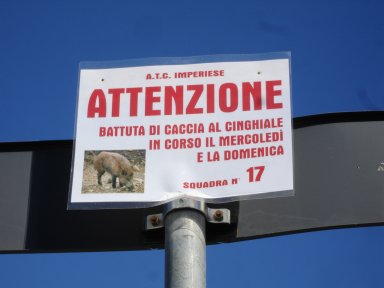 A.T.C. IMPERIESE
ATTENZIONE
BATTUTA DI CACCIA AL CINGHIALE
IN CORSO IL MERCOLEDÌ
E LA DOMENICA
SQUADRA N° 17